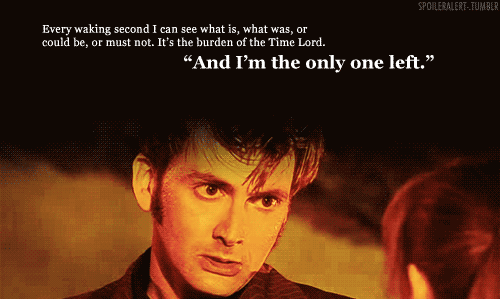 SPOILERALERT-.TUMBLR
Every waking second I can see what is, what was, or
could be, or must not. It's the burden of the Time Lord.
“And I'm the only one left.”